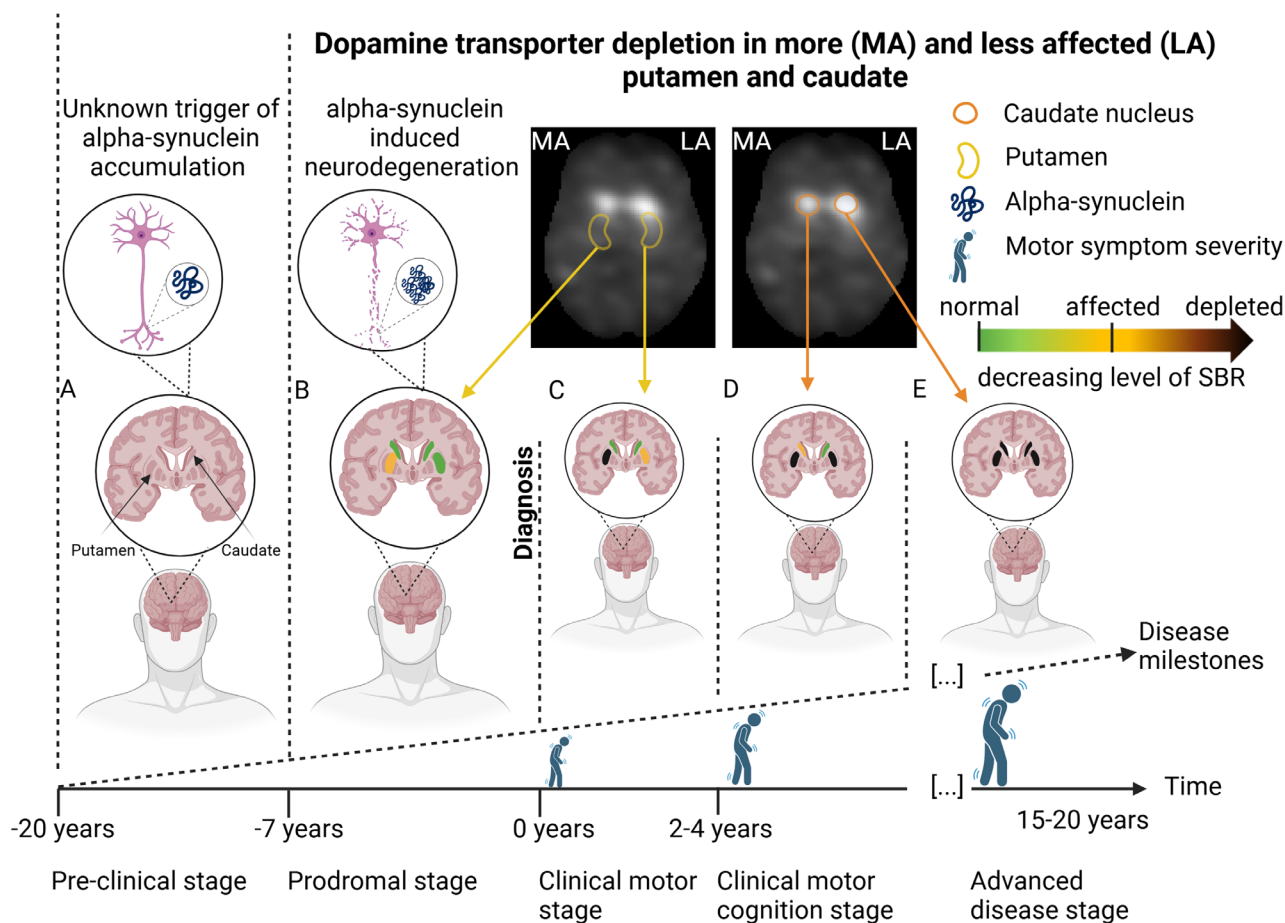 Dopamine transporter depletion in more (MA) and less affected (LA)
putamen and caudate
Unknown trigger of
alpha-synuclein
accumulation
alpha-synuclein
induced
neurodegeneration
MA
LA
MA
LA
Caudate nucleus
Putamen
Alpha-synuclein
Motor symptom severity
normal
affected
depleted
decreasing level of SBR
A
B
C
D
E
Putamen
Caudate
Diagnosis
Disease
milestones
[...]
[...]
Time
-20 years
-7 years
0 years
2-4 years
15-20 years
Pre-clinical stage
Prodromal stage
Clinical motor
stage
Clinical motor
cognition stage
Advanced
disease stage